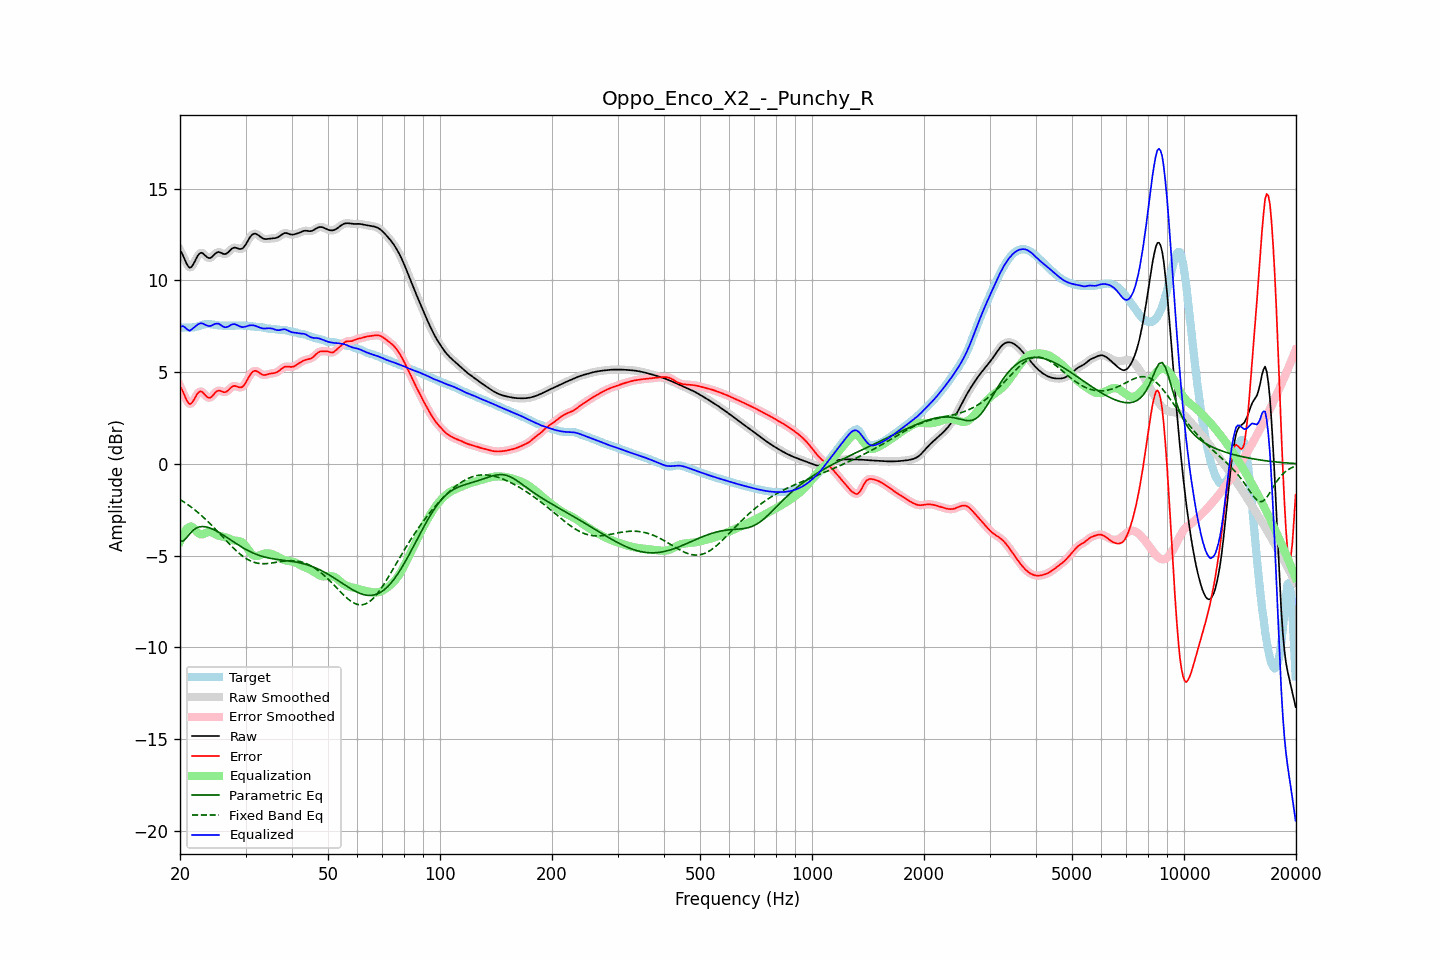 Oppo_Enco_X2_-_Punchy_R
Amplitude (dBr)
15
10
5
0
−5
−10
−15
−20
Target
Raw Smoothed
Error Smoothed
Raw
Error
Equalization
Parametric Eq
Fixed Band Eq
Equalized
20 50 100 200 500 1000 2000 5000 10000 20000
Frequency (Hz)